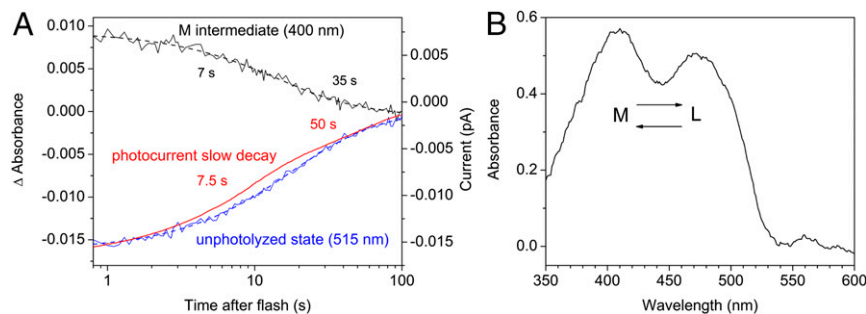 A
M intermediate (400 nm)
7 s
35 s
50 s
photocurrent slow decay
7.5 s
unphotolyzed state (515 nm)
0.010
0.005
0.000
-0.005
-0.010
-0.015
Δ Absorbance
0.005
0.000
-0.005
-0.010
-0.015
Current (pA)
1
10
100
Time after flash (s)
B
0.6
0.4
0.2
0.0
Absorbance
M
L
350
400
450
500
550
600
Wavelength (nm)